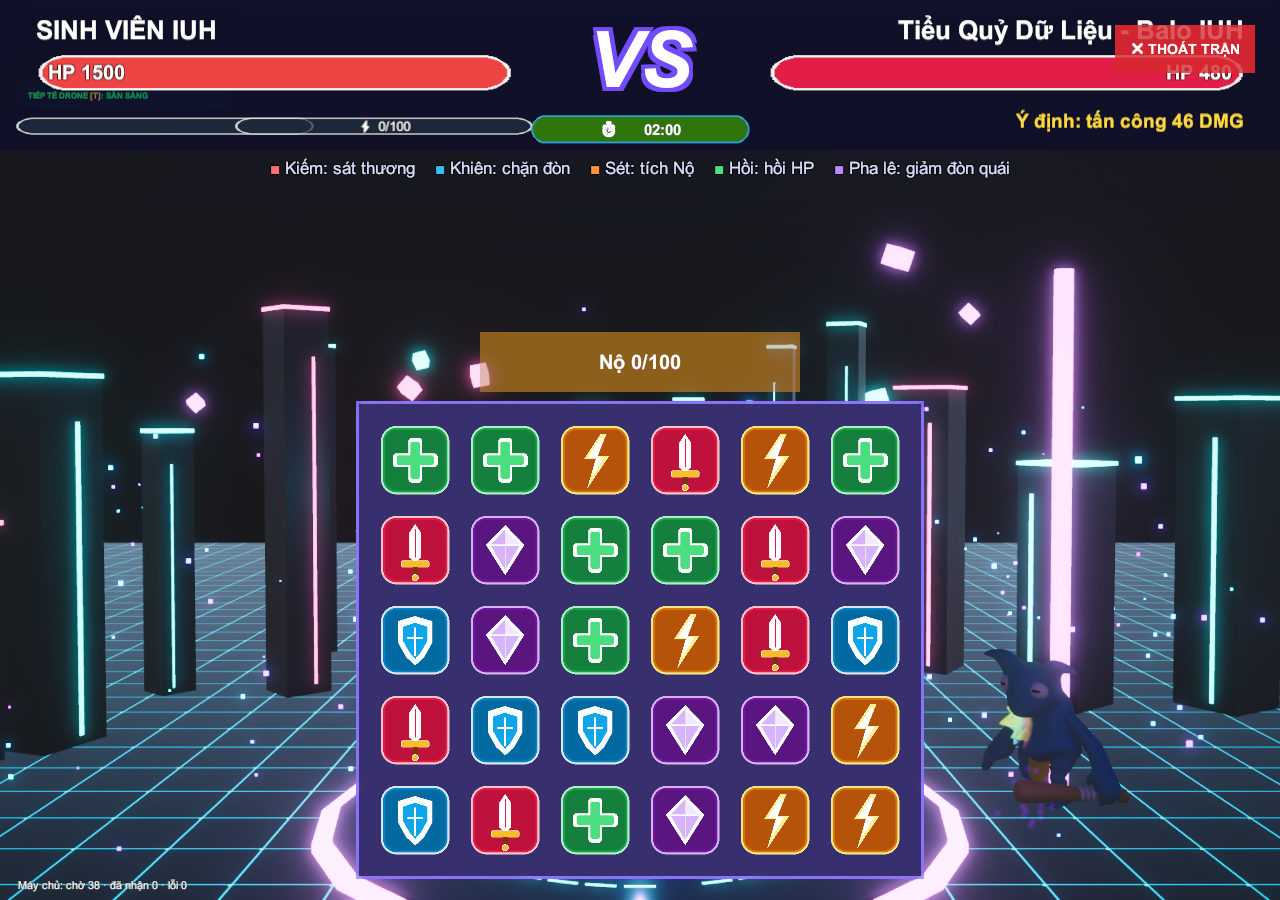 SINH VIÊN IUH
VS
Tiểu Quỷ Dữ Liệu - Balo IUH
✕ THOÁT TRẬN
HP 1500
HP 480
TIẾP TẾ DRONE [T]: SẴN SÀNG
0/100
02:00
Ý định: tấn công 46 DMG
Kiếm: sát thương
Khiên: chặn đòn
Sét: tích Nộ
Hồi: hồi HP
Pha lê: giảm đòn quái
Nộ 0/100
Máy chủ: chờ 38 · đã nhận 0 · lỗi 0